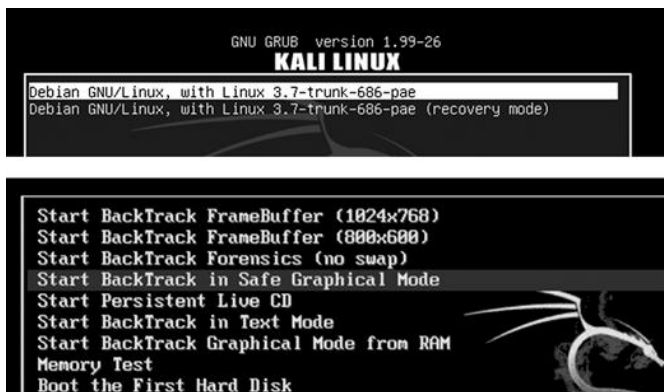 GNU GRUB version 1.99-26
KALI LINUX
Debian GNU/Linux, with Linux 3.7-trunk-686-pae
Debian GNU/Linux, with Linux 3.7-trunk-686-pae (recovery mode)
Start BackTrack FrameBuffer (1024x768)
Start BackTrack FrameBuffer (800x600)
Start BackTrack Forensics (no swap)
Start BackTrack in Safe Graphical Mode
Start Persistent Live CD
Start BackTrack in Text Mode
Start BackTrack Graphical Mode from RAM
Memory Test
Boot the First Hard Disk